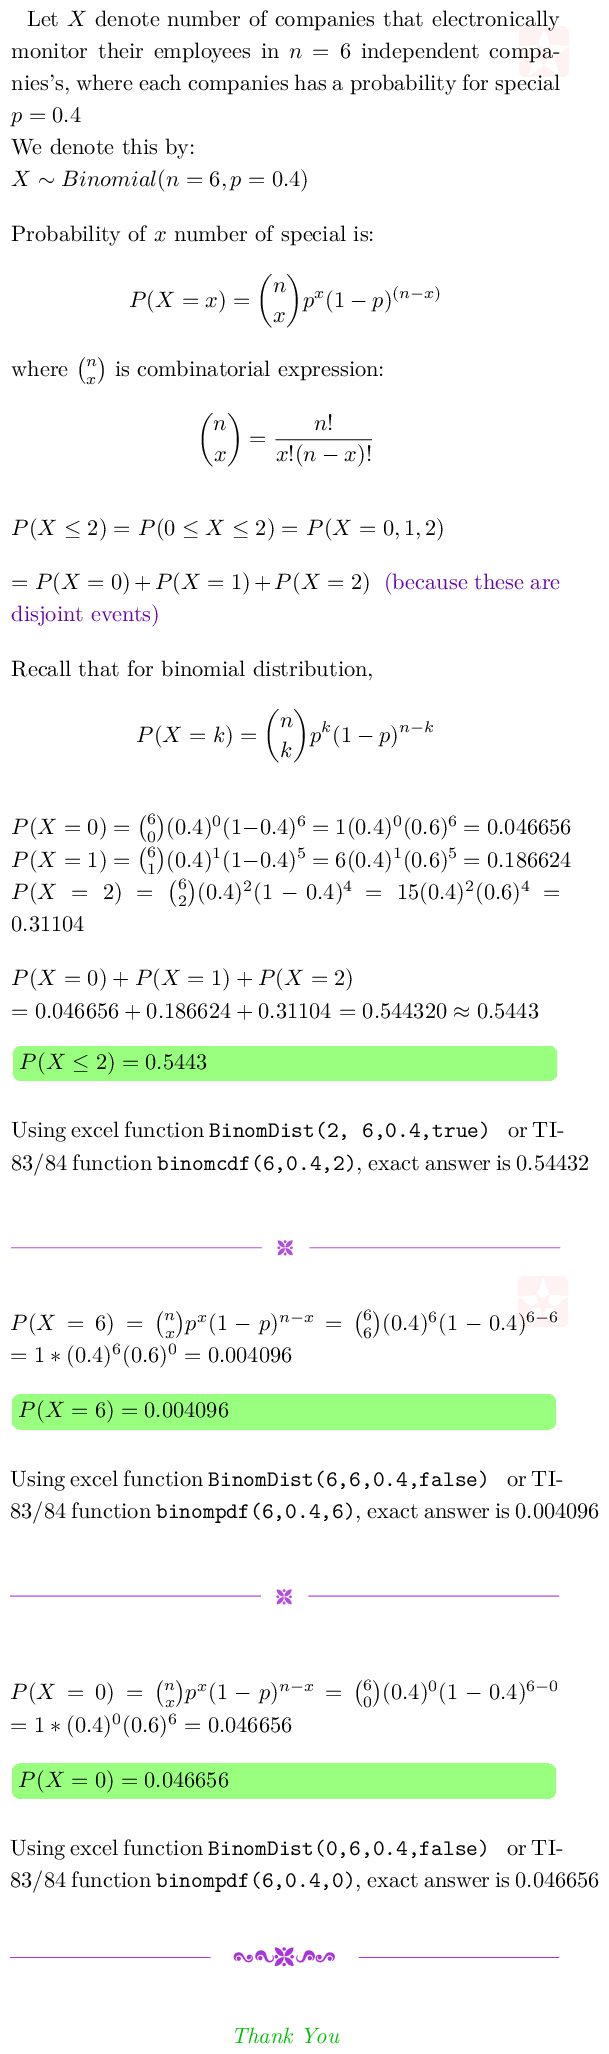 Let X denote number of companies that electronically
monitor their employees in n = 6 independent compa-
nies's, where each companies has a probability for special
p = 0.4
We denote this by:
X ∼ Binomial(n = 6, p = 0.4)
Probability of x number of special is:
P(X = x) = \binom{n}{x} p^x (1 − p)^{(n−x)}
where \binom{n}{x} is combinatorial expression:
\binom{n}{x} = \frac{n!}{x!(n − x)!}
P(X ≤ 2) = P(0 ≤ X ≤ 2) = P(X = 0, 1, 2)
= P(X = 0) + P(X = 1) + P(X = 2) (because these are
disjoint events)
Recall that for binomial distribution,
P(X = k) = \binom{n}{k} p^k (1 − p)^{n−k}
P(X = 0) = \binom{6}{0}(0.4)^0(1−0.4)^6 = 1(0.4)^0(0.6)^6 = 0.046656
P(X = 1) = \binom{6}{1}(0.4)^1(1−0.4)^5 = 6(0.4)^1(0.6)^5 = 0.186624
P(X = 2) = \binom{6}{2}(0.4)^2(1 − 0.4)^4 = 15(0.4)^2(0.6)^4 =
0.31104
P(X = 0) + P(X = 1) + P(X = 2)
= 0.046656 + 0.186624 + 0.31104 = 0.544320 ≈ 0.5443
P(X ≤ 2) = 0.5443
Using excel function BinomDist(2, 6,0.4,true) or TI-
83/84 function binomcdf(6,0.4,2), exact answer is 0.54432
P(X = 6) = \binom{n}{x} p^x (1 − p)^{n−x} = \binom{6}{6}(0.4)^6(1 − 0.4)^{6−6}
= 1 ∗ (0.4)^6(0.6)^0 = 0.004096
P(X = 6) = 0.004096
Using excel function BinomDist(6,6,0.4,false) or TI-
83/84 function binompdf(6,0.4,6), exact answer is 0.004096
P(X = 0) = \binom{n}{x} p^x (1 − p)^{n−x} = \binom{6}{0}(0.4)^0(1 − 0.4)^{6−0}
= 1 ∗ (0.4)^0(0.6)^6 = 0.046656
P(X = 0) = 0.046656
Using excel function BinomDist(0,6,0.4,false) or TI-
83/84 function binompdf(6,0.4,0), exact answer is 0.046656
Thank You